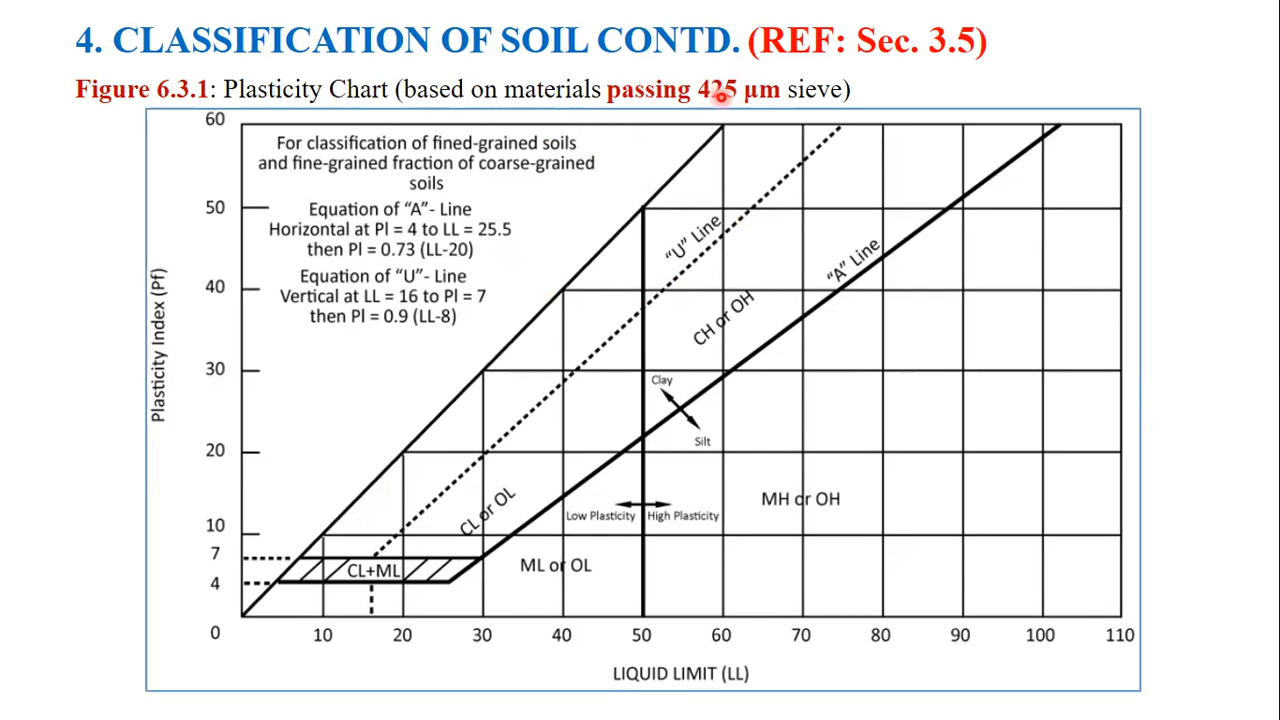 4. CLASSIFICATION OF SOIL CONTD. (REF: Sec. 3.5)
Figure 6.3.1: Plasticity Chart (based on materials passing 425 µm sieve)
60
50
40
30
20
10
7
4
0
Plasticity Index (Pf)
For classification of fined-grained soils
and fine-grained fraction of coarse-grained
soils
Equation of “A”- Line
Horizontal at Pl = 4 to LL = 25.5
then Pl = 0.73 (LL-20)
Equation of “U”- Line
Vertical at LL = 16 to Pl = 7
then Pl = 0.9 (LL-8)
“U” Line
“A” Line
CH or OH
Clay
Silt
CL or OL
Low Plasticity
High Plasticity
MH or OH
CL+ML
ML or OL
10
20
30
40
50
60
70
80
90
100
110
LIQUID LIMIT (LL)